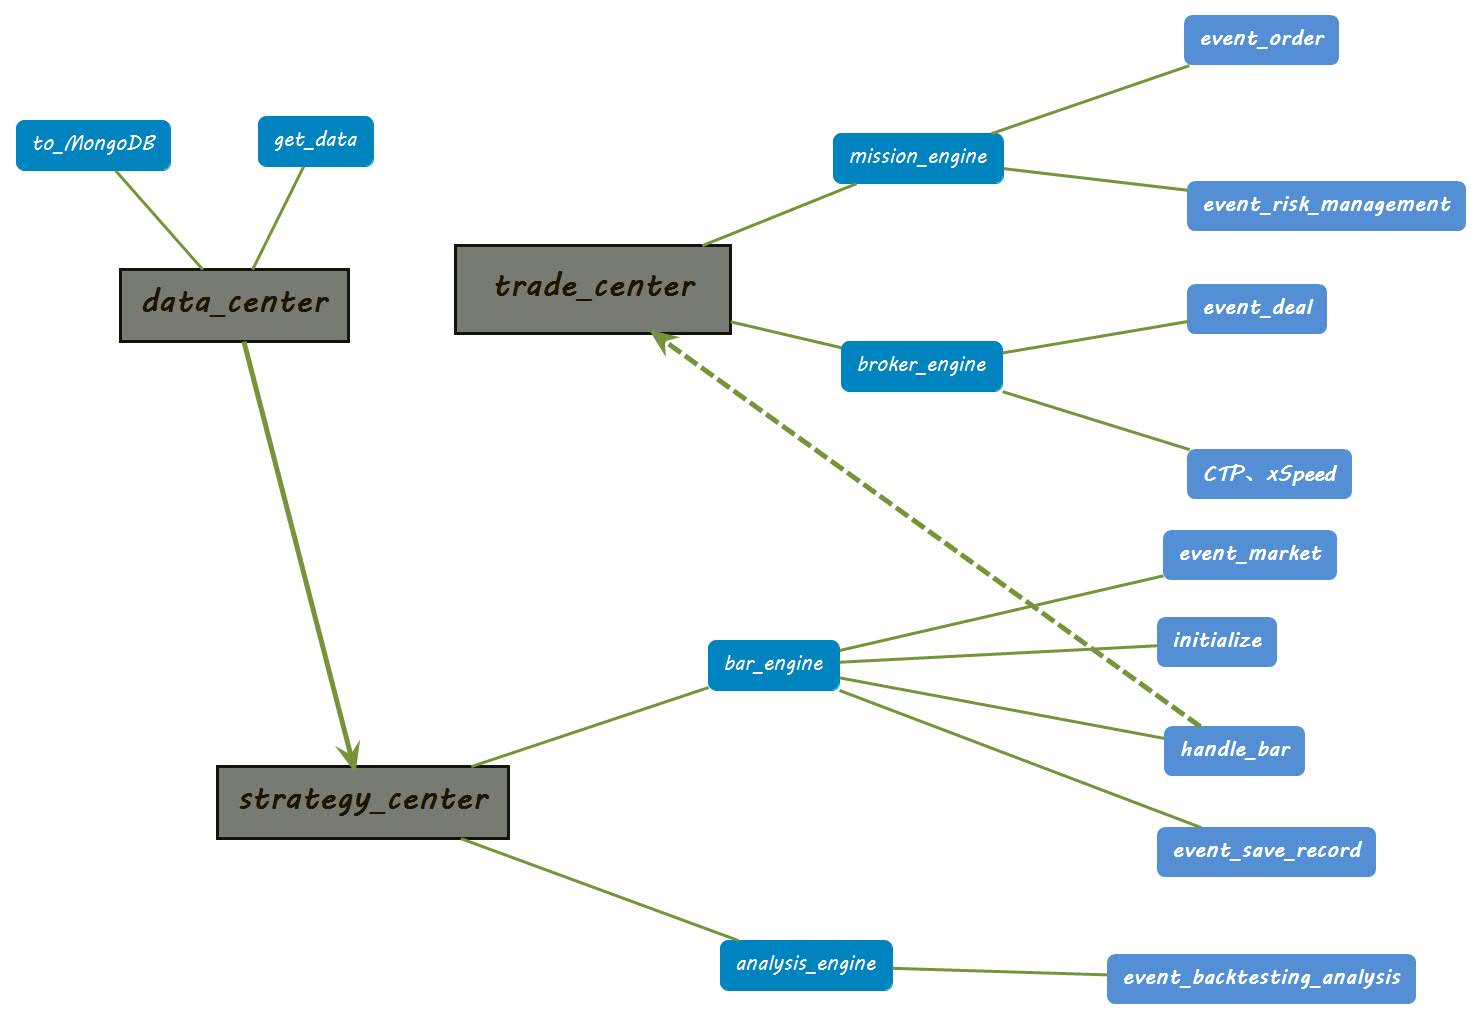 event_order
to_MongoDB
get_data
mission_engine
event_risk_management
data_center
trade_center
event_deal
broker_engine
CTP、xSpeed
event_market
initialize
bar_engine
handle_bar
strategy_center
event_save_record
analysis_engine
event_backtesting_analysis